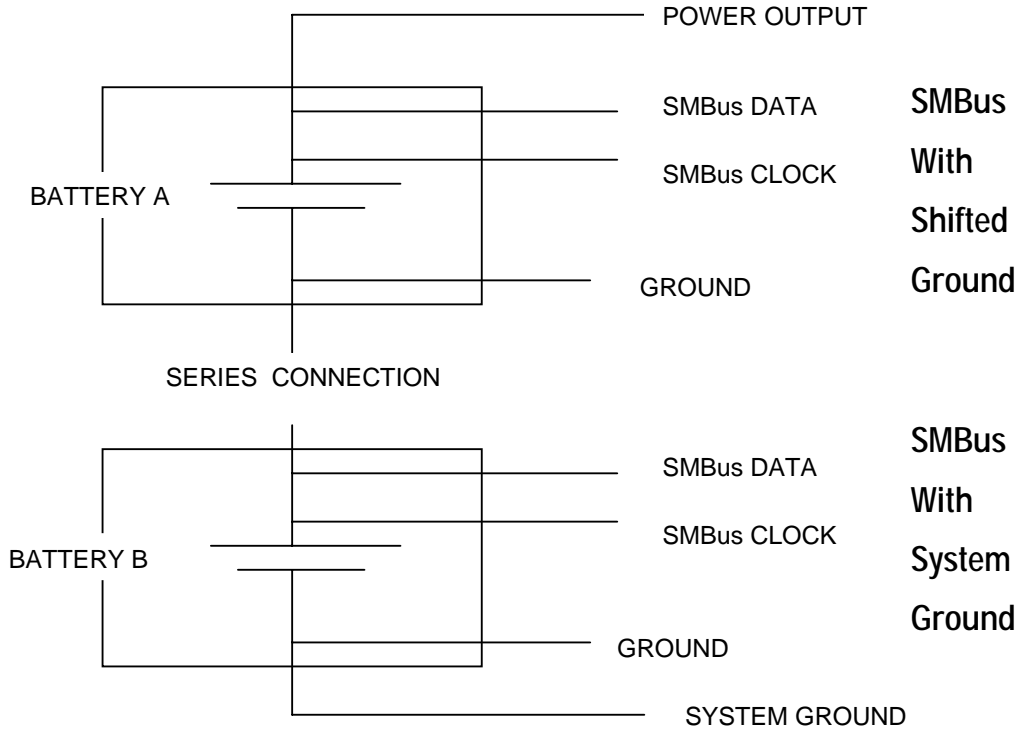 POWER OUTPUT
SMBus DATA
SMBus CLOCK
BATTERY A
GROUND
SMBus
With
Shifted
Ground
SERIES CONNECTION
SMBus DATA
SMBus CLOCK
BATTERY B
GROUND
SMBus
With
System
Ground
SYSTEM GROUND